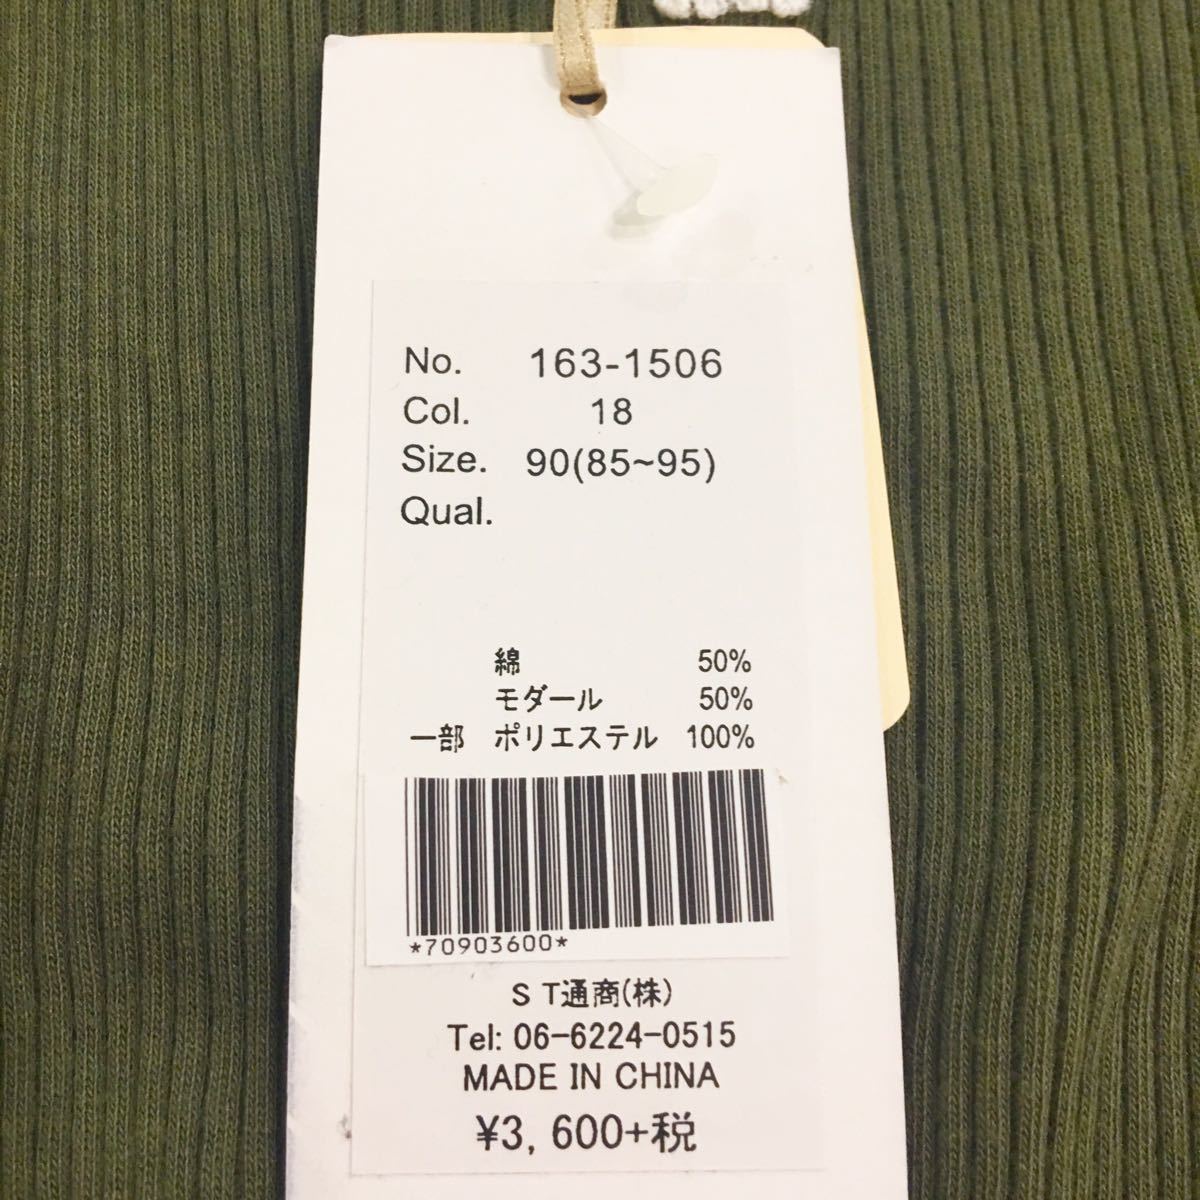 No. 163-1506
Col. 18
Size. 90(85~95)
Qual.
綿 50%
モダール 50%
一部 ポリエステル 100%
*70903600*
S T通商(株)
Tel: 06-6224-0515
MADE IN CHINA
¥3, 600+税